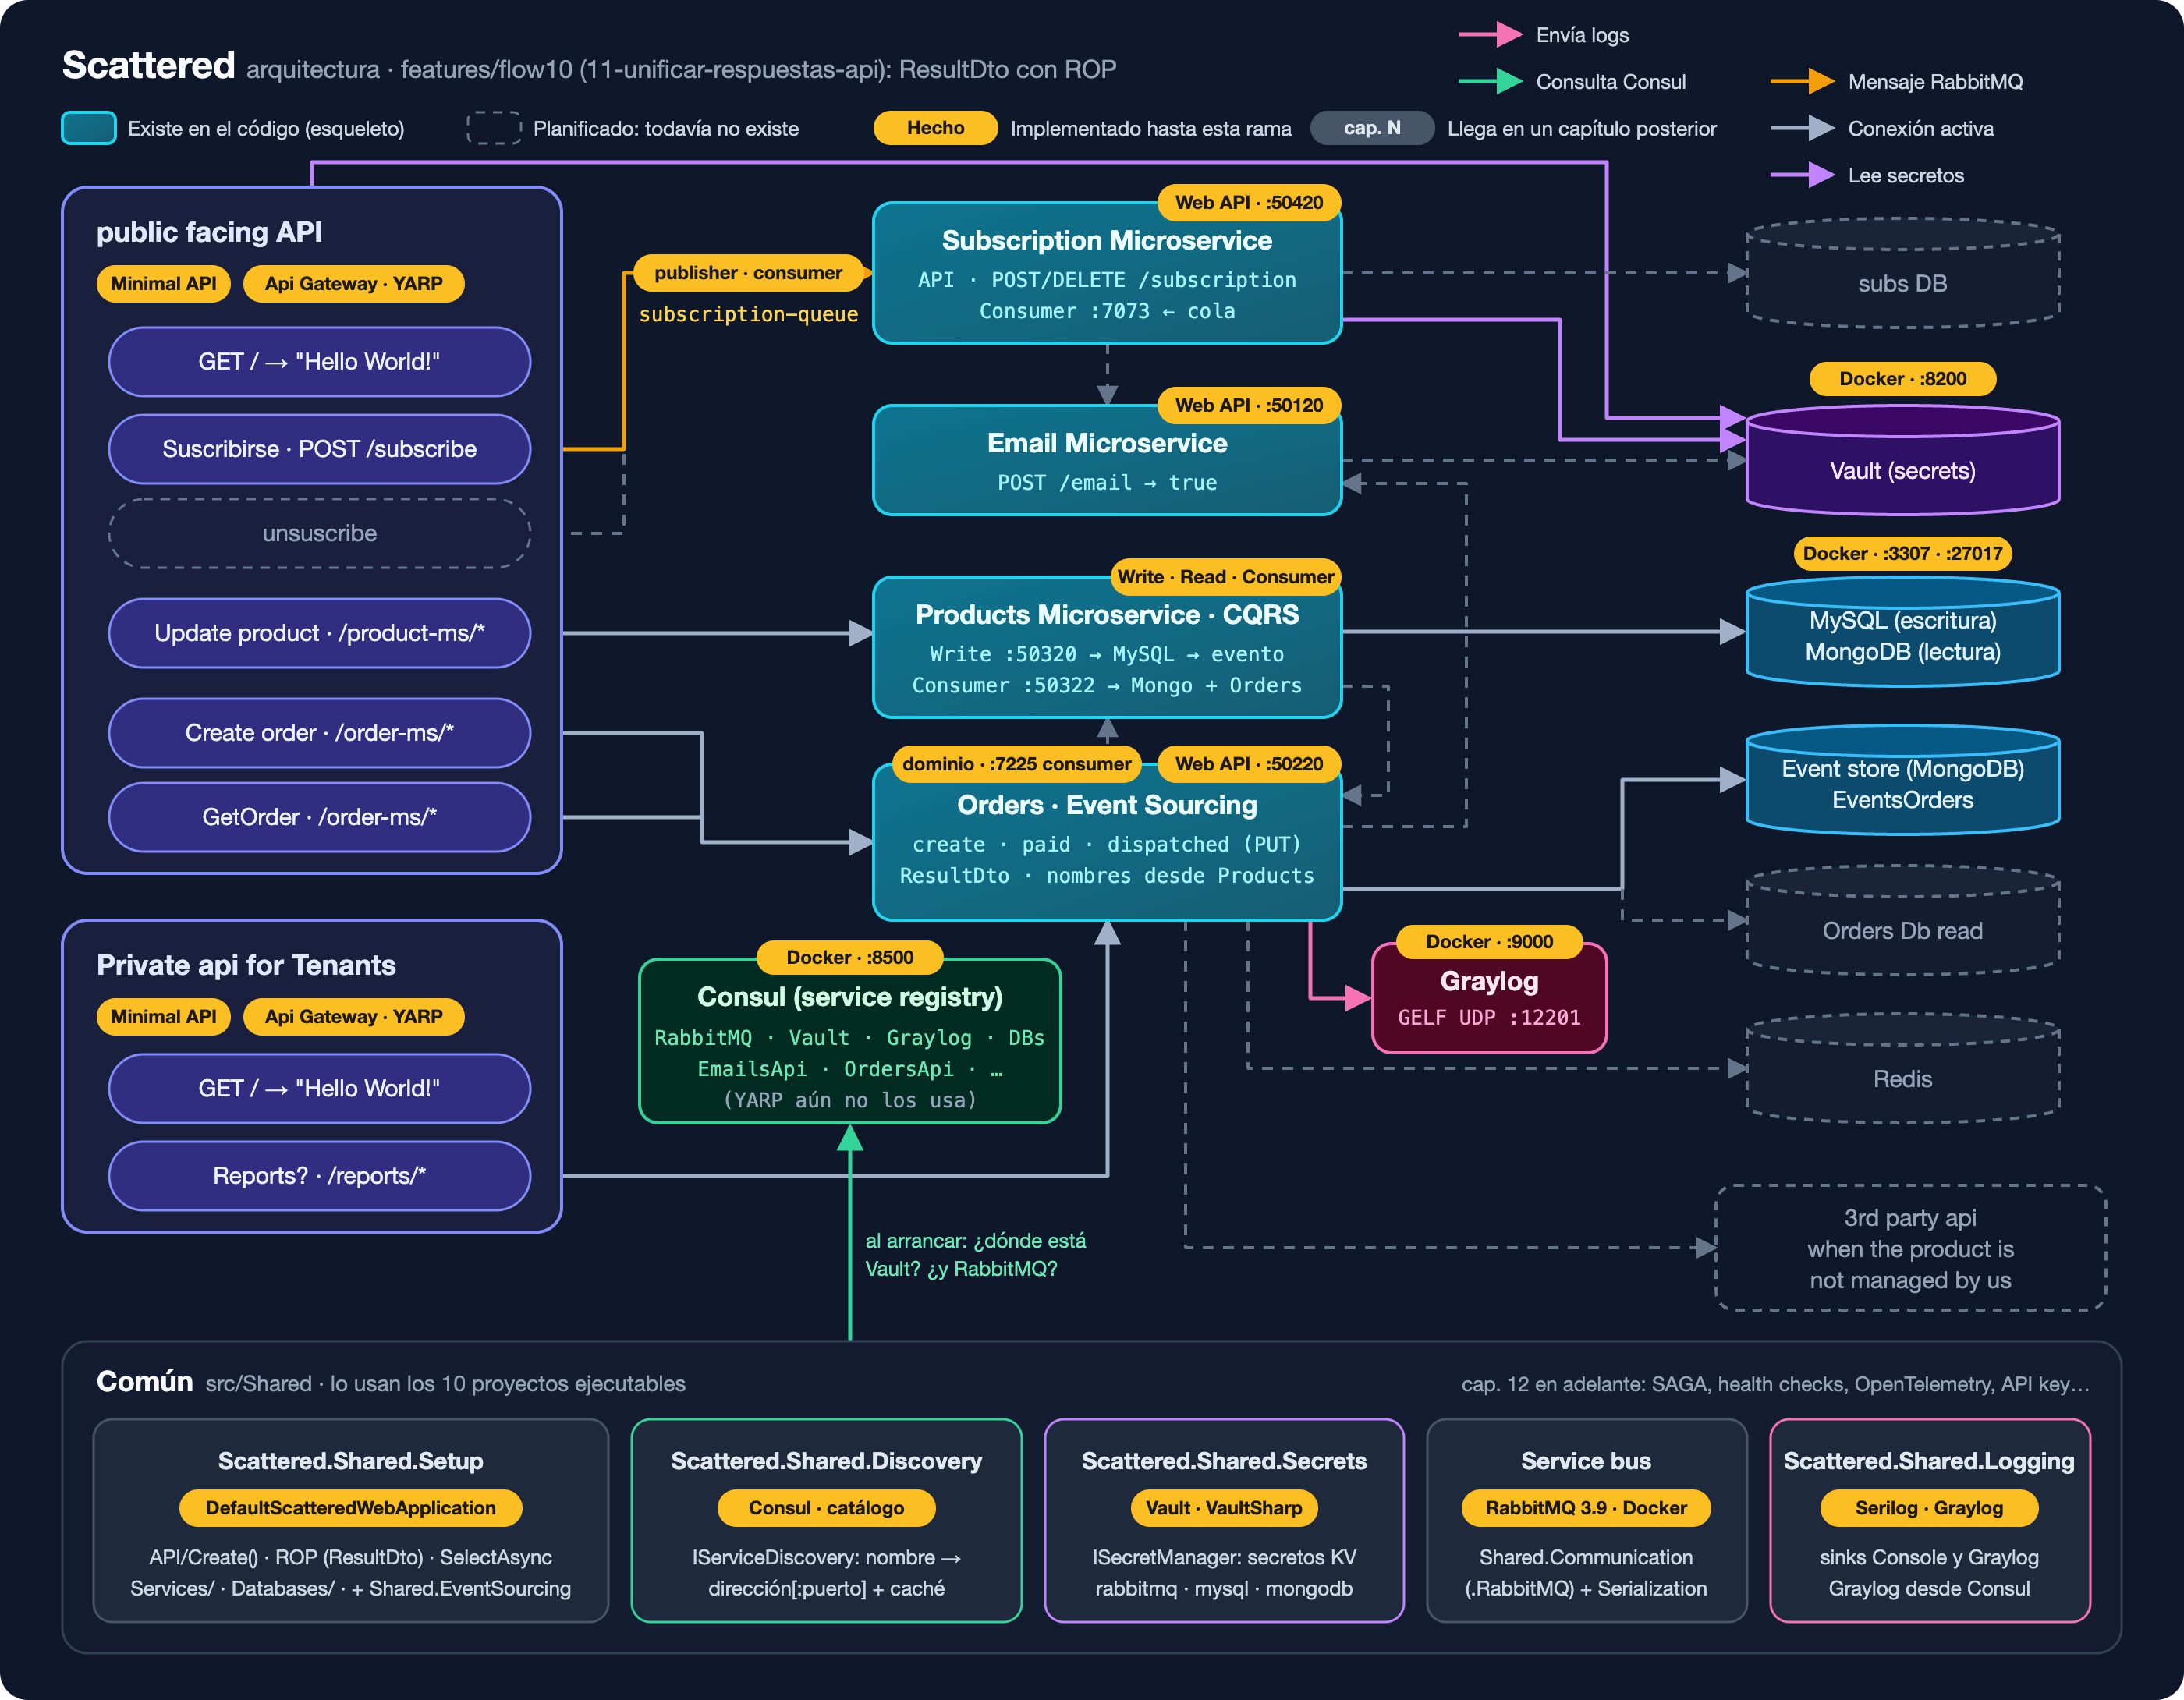 Scattered arquitectura · features/flow10 (11-unificar-respuestas-api): ResultDto con ROP
Envía logs
Consulta Consul
Mensaje RabbitMQ
Existe en el código (esqueleto)
Planificado: todavía no existe
Hecho
Implementado hasta esta rama
cap. N
Llega en un capítulo posterior
Conexión activa
Lee secretos
public facing API
Minimal API
Api Gateway · YARP
GET / → "Hello World!"
Suscribirse · POST /subscribe
unsuscribe
Update product · /product-ms/*
Create order · /order-ms/*
GetOrder · /order-ms/*
publisher · consumer
subscription-queue
Web API · :50420
Subscription Microservice
API · POST/DELETE /subscription
Consumer :7073 ← cola
Web API · :50120
Email Microservice
POST /email → true
Write · Read · Consumer
Products Microservice · CQRS
Write :50320 → MySQL → evento
Consumer :50322 → Mongo + Orders
dominio · :7225 consumer
Web API · :50220
Orders · Event Sourcing
create · paid · dispatched (PUT)
ResultDto · nombres desde Products
subs DB
Docker · :8200
Vault (secrets)
Docker · :3307 · :27017
MySQL (escritura)
MongoDB (lectura)
Event store (MongoDB)
EventsOrders
Orders Db read
Redis
3rd party api
when the product is
not managed by us
Private api for Tenants
Minimal API
Api Gateway · YARP
GET / → "Hello World!"
Reports? · /reports/*
Docker · :8500
Consul (service registry)
RabbitMQ · Vault · Graylog · DBs
EmailsApi · OrdersApi · …
(YARP aún no los usa)
Docker · :9000
Graylog
GELF UDP :12201
al arrancar: ¿dónde está
Vault? ¿y RabbitMQ?
Común src/Shared · lo usan los 10 proyectos ejecutables
cap. 12 en adelante: SAGA, health checks, OpenTelemetry, API key…
Scattered.Shared.Setup
DefaultScatteredWebApplication
API/Create() · ROP (ResultDto) · SelectAsync
Services/ · Databases/ · + Shared.EventSourcing
Scattered.Shared.Discovery
Consul · catálogo
IServiceDiscovery: nombre →
dirección[:puerto] + caché
Scattered.Shared.Secrets
Vault · VaultSharp
ISecretManager: secretos KV
rabbitmq · mysql · mongodb
Service bus
RabbitMQ 3.9 · Docker
Shared.Communication
(.RabbitMQ) + Serialization
Scattered.Shared.Logging
Serilog · Graylog
sinks Console y Graylog
Graylog desde Consul